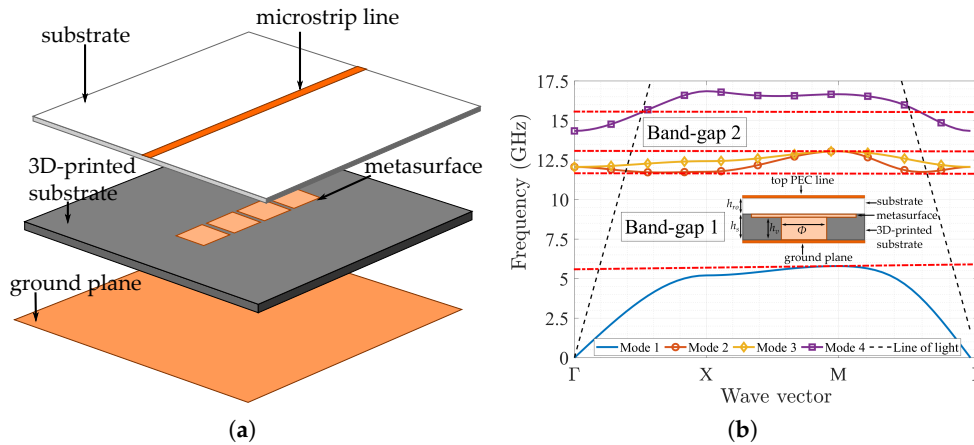 substrate
microstrip line
3D-printed
substrate
metasurface
ground plane
(a)
Frequency (GHz)
17.5
15
12.5
10
7.5
5
2.5
0
Band-gap 2
Band-gap 1
top PEC line
substrate
metasurface
3D-printed
substrate
ground plane
Φ
Mode 1 Mode 2 Mode 3 Mode 4 Line of light
Γ X M
Wave vector
(b)